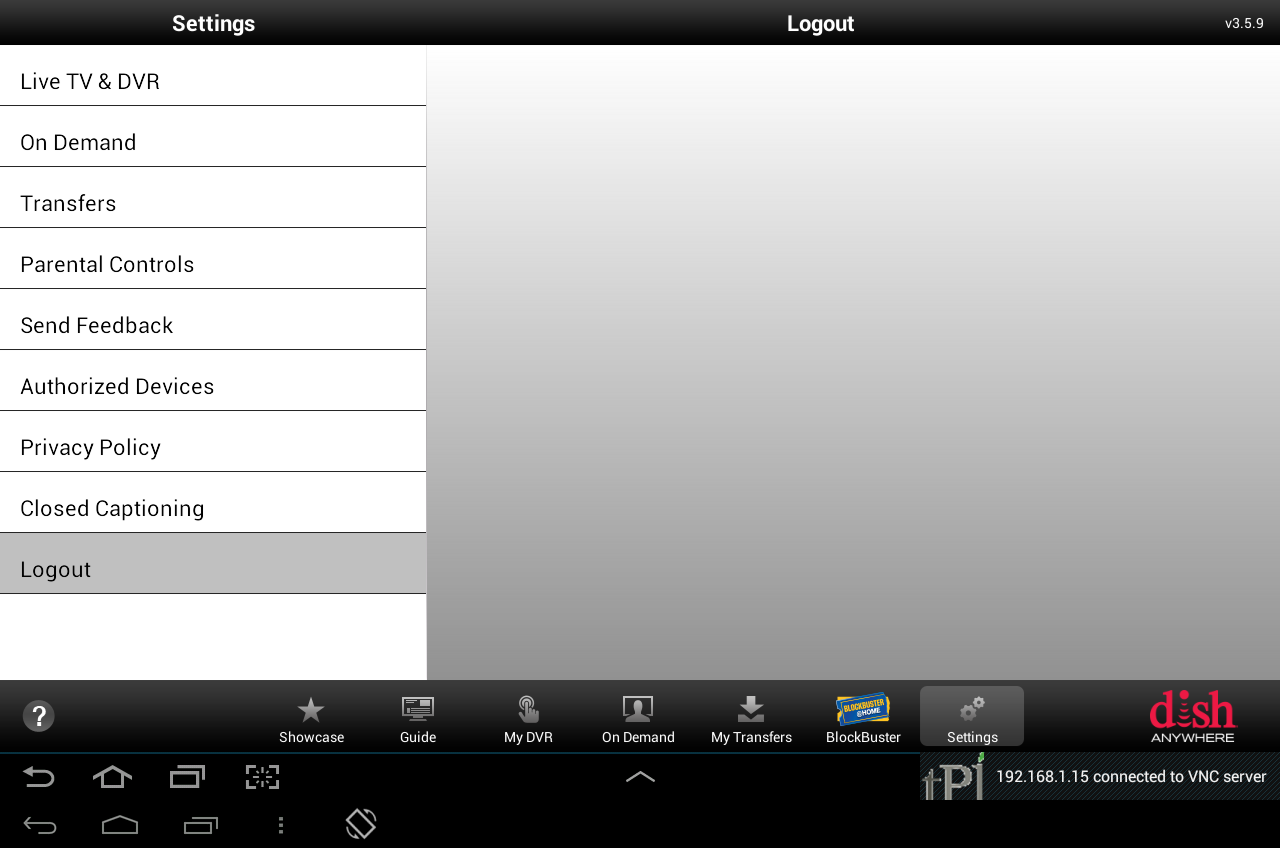 Settings
Logout
v3.5.9
Live TV & DVR
On Demand
Transfers
Parental Controls
Send Feedback
Authorized Devices
Privacy Policy
Closed Captioning
Logout
?
Showcase
Guide
My DVR
On Demand
My Transfers
BLOCKBUSTER
@HOME
BlockBuster
Settings
dish
ANYWHERE
tPi
192.168.1.15 connected to VNC server